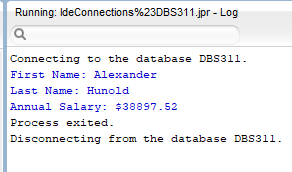 Running: IdeConnections%23DBS311.jpr - Log
Connecting to the database DBS311.
First Name: Alexander
Last Name: Hunold
Annual Salary: $38897.52
Process exited.
Disconnecting from the database DBS311.